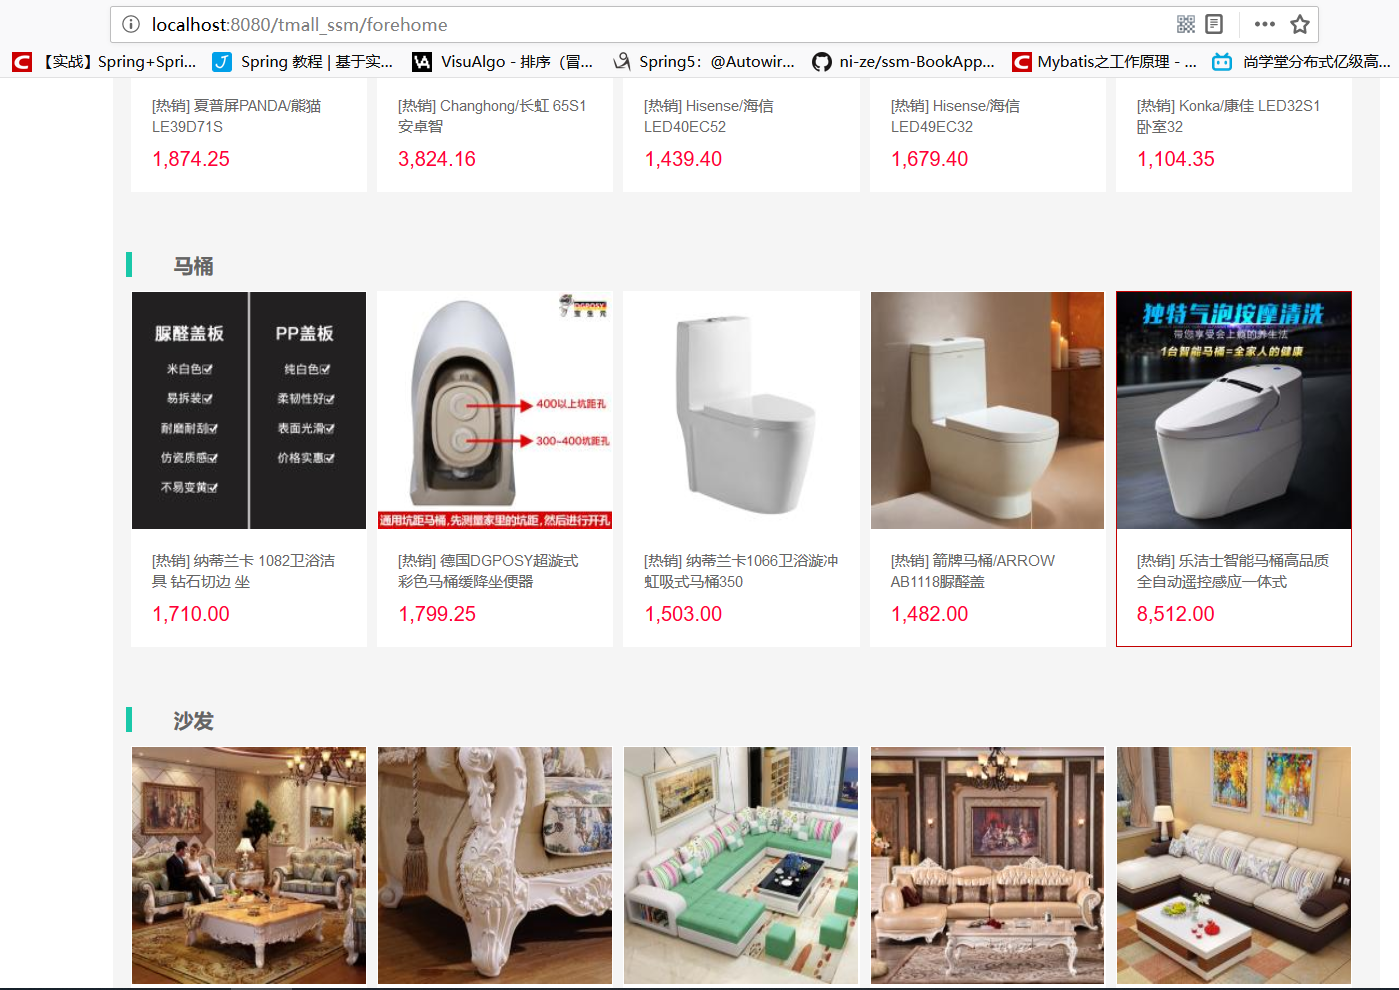 localhost:8080/tmall_ssm/forehome
【实战】Spring+Spri... Spring 教程 | 基于实... VisuAlgo - 排序（冒... Spring5：@Autowir... ni-ze/ssm-BookApp... Mybatis之工作原理 - ... 尚学堂分布式亿级高...
[热销] 夏普屏PANDA/熊猫
LE39D71S
1,874.25
[热销] Changhong/长虹 65S1
安卓智
3,824.16
[热销] Hisense/海信
LED40EC52
1,439.40
[热销] Hisense/海信
LED49EC32
1,679.40
[热销] Konka/康佳 LED32S1
卧室32
1,104.35
马桶
脲醛盖板
米白色
易拆装
耐磨耐刮
仿瓷质感
不易变黄
PP盖板
纯白色
柔韧性好
表面光滑
价格实惠
400以上坑距孔
300-400坑距孔
通用坑距马桶,先测量家里的坑距,然后进行开孔
独特气泡按摩清洗
带您享受会上瘾的养生法
1台智能马桶=全家人的健康
[热销] 纳蒂兰卡 1082卫浴洁
具 钻石切边 坐
1,710.00
[热销] 德国DGPOSY超漩式
彩色马桶缓降坐便器
1,799.25
[热销] 纳蒂兰卡1066卫浴漩冲
虹吸式马桶350
1,503.00
[热销] 箭牌马桶/ARROW
AB1118脲醛盖
1,482.00
[热销] 乐洁士智能马桶高品质
全自动遥控感应一体式
8,512.00
沙发